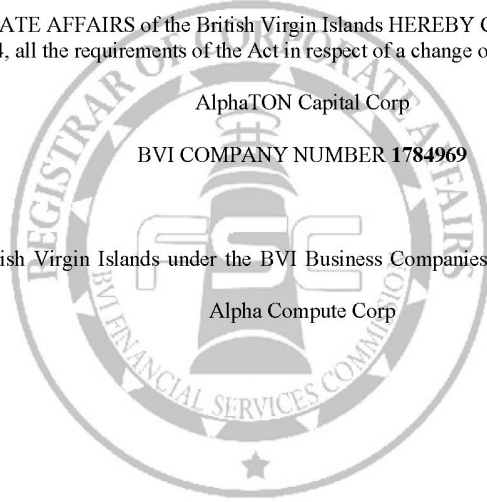 ATE AFFAIRS of the British Virgin Islands HEREBY C
4, all the requirements of the Act in respect of a change o
AlphaTON Capital Corp
BVI COMPANY NUMBER 1784969
ish Virgin Islands under the BVI Business Companies
Alpha Compute Corp
REGISTRAR OF CORPORATE AFFAIRS
FSC
BVI FINANCIAL SERVICES COMMISSION